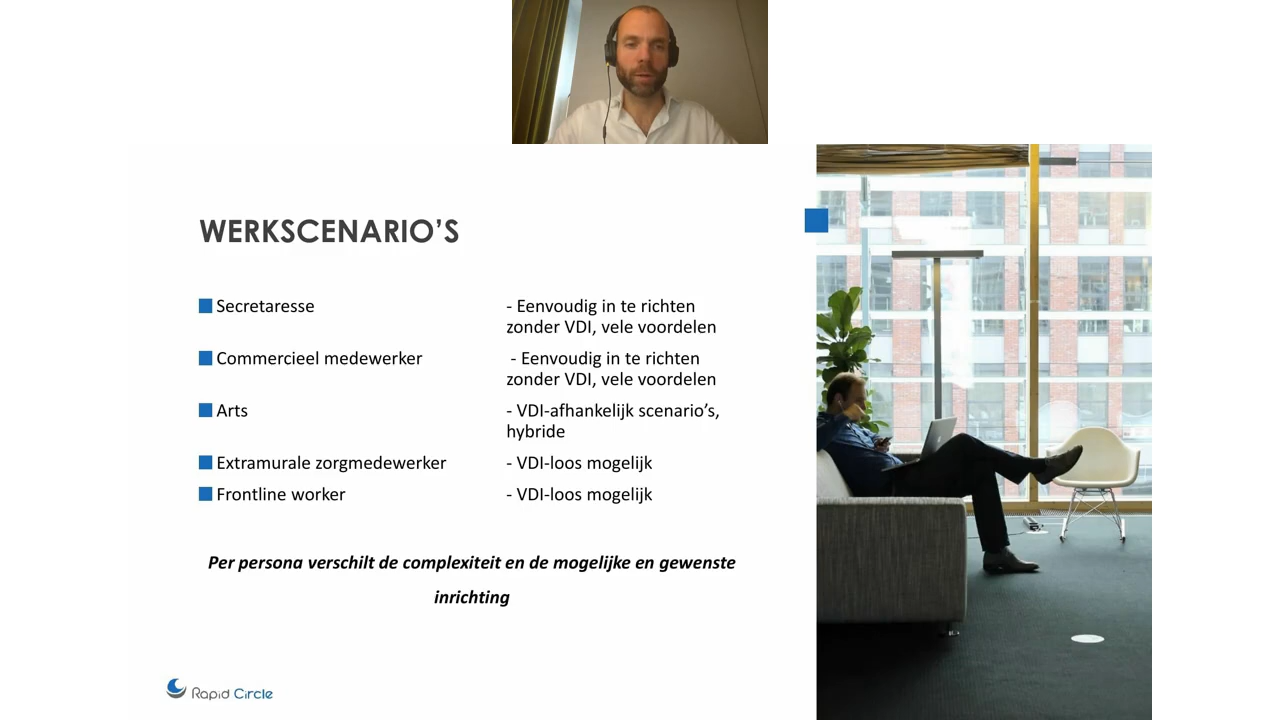 WERKSCENARIO’S
Secretaresse
- Eenvoudig in te richten
zonder VDI, vele voordelen
Commercieel medewerker
- Eenvoudig in te richten
zonder VDI, vele voordelen
Arts
- VDI-afhankelijk scenario’s,
hybride
Extramurale zorgmedewerker
- VDI-loos mogelijk
Frontline worker
- VDI-loos mogelijk
Per persona verschilt de complexiteit en de mogelijke en gewenste
inrichting
Rapid Circle